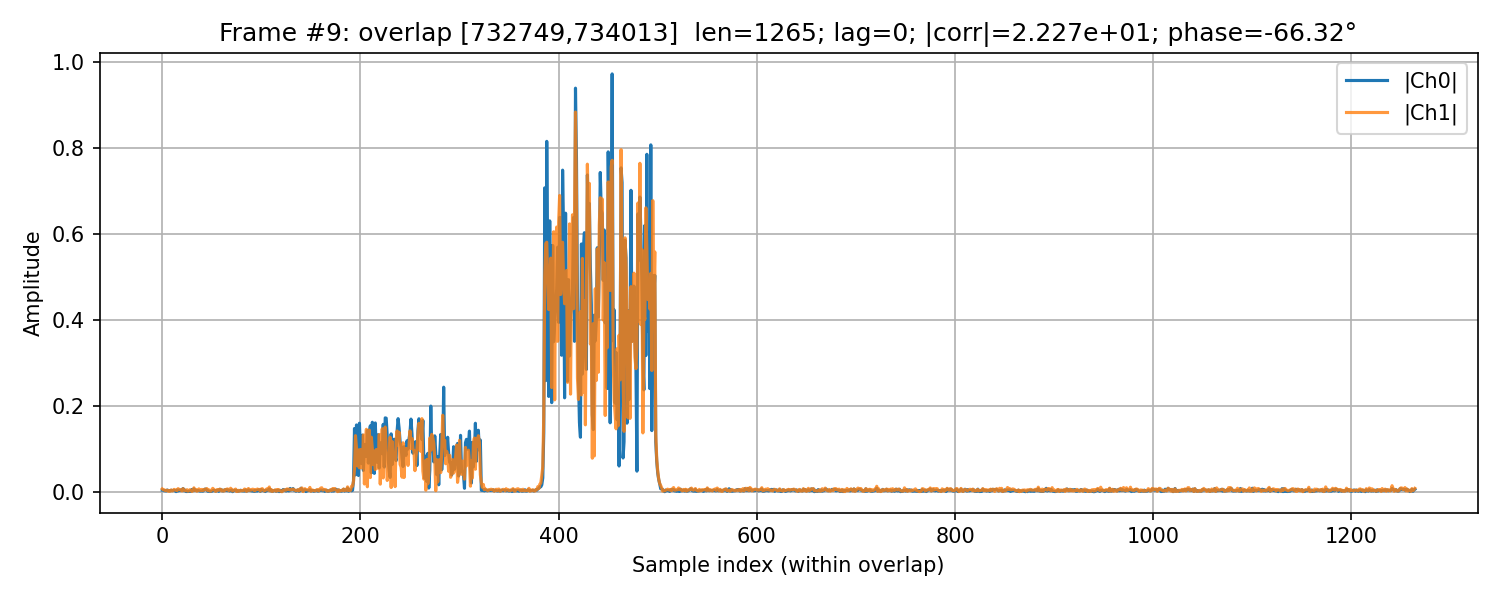 Frame #9: overlap [732749,734013]  len=1265; lag=0; |corr|=2.227e+01; phase=-66.32°
|Ch0|
|Ch1|
Amplitude
1.0
0.8
0.6
0.4
0.2
0.0
0 200 400 600 800 1000 1200
Sample index (within overlap)